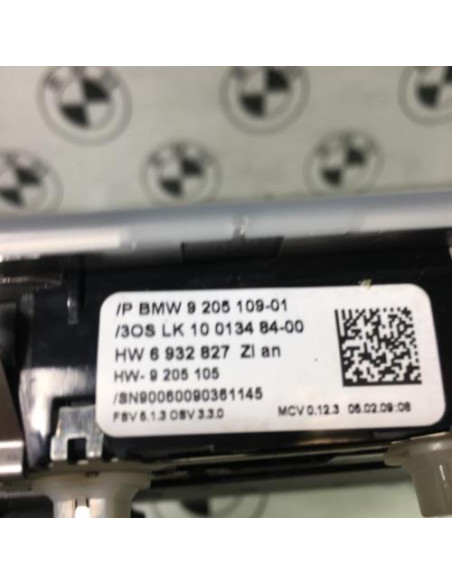 /P BMW 9 205 109-01
/3OS LK 10 0134 84-00
HW 6 932 827 ZI an
HW- 9 205 105
/SN90060090361145
FSV 5.1.3 OSV 3.3.0 MCV 0.12.3 05.02.09:08